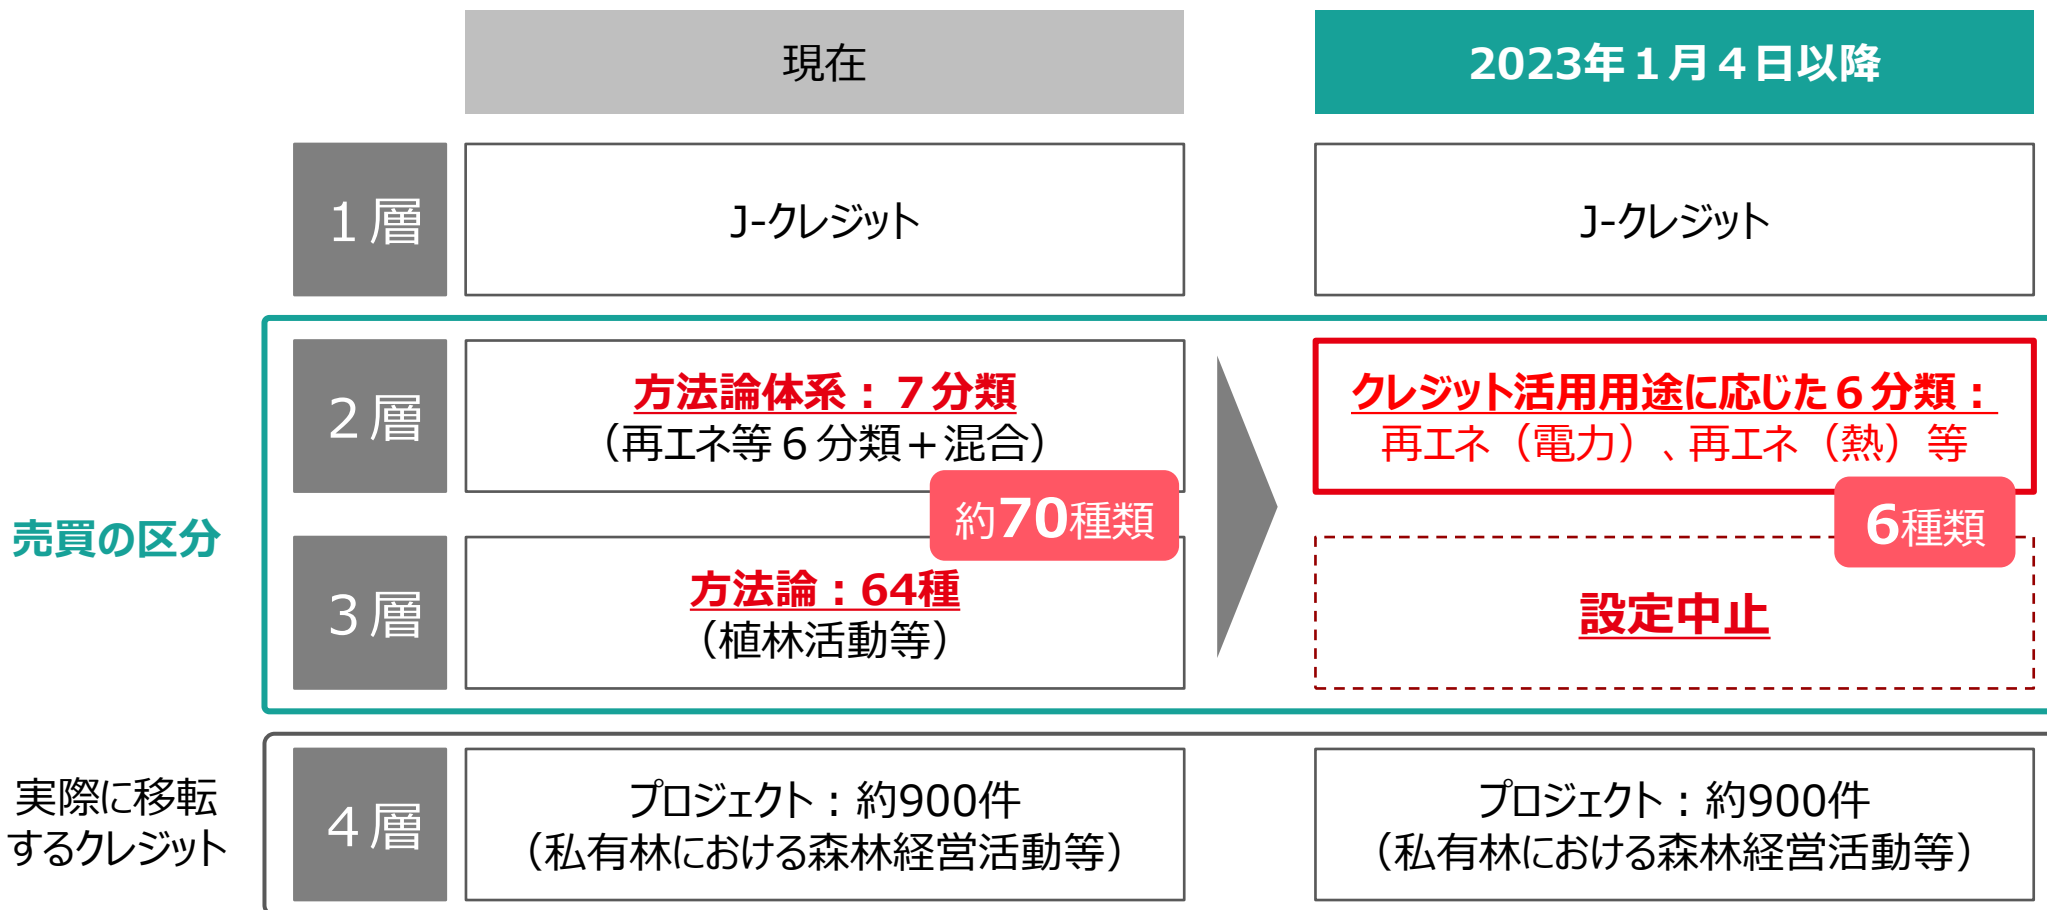 現在
2023年１月４日以降
１層
J-クレジット
J-クレジット
売買の区分
２層
方法論体系：７分類
（再エネ等６分類＋混合）
クレジット活用用途に応じた６分類：
再エネ（電力）、再エネ（熱）等
約70種類
6種類
３層
方法論：64種
（植林活動等）
設定中止
実際に移転
するクレジット
４層
プロジェクト：約900件
（私有林における森林経営活動等）
プロジェクト：約900件
（私有林における森林経営活動等）